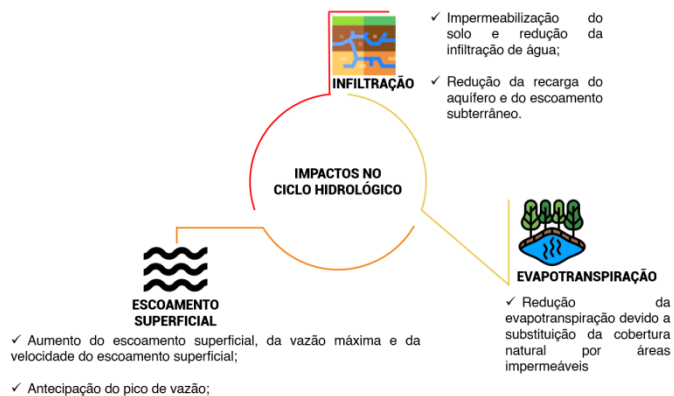 ✓ Impermeabilização do
solo e redução da
infiltração de água;
INFILTRAÇÃO
✓ Redução da recarga do
aquífero e do escoamento
subterrâneo.
IMPACTOS NO
CICLO HIDROLÓGICO
EVAPOTRANSPIRAÇÃO
✓ Redução da
evapotranspiração devido a
substituição da cobertura
natural por áreas
impermeáveis
ESCOAMENTO
SUPERFICIAL
✓ Aumento do escoamento superficial, da vazão máxima e da
velocidade do escoamento superficial;
✓ Antecipação do pico de vazão;